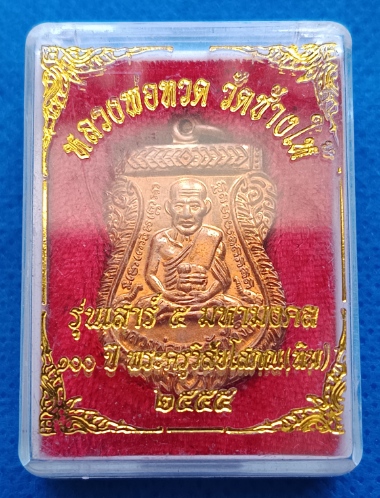 หลวงพ่อทวด วัดช้างให้
รุ่นเสาร์ ๕ มหามงคล
๑๐๐ ปี พระครูวิสัยโสภณ(ทิม)
๒๕๕๕